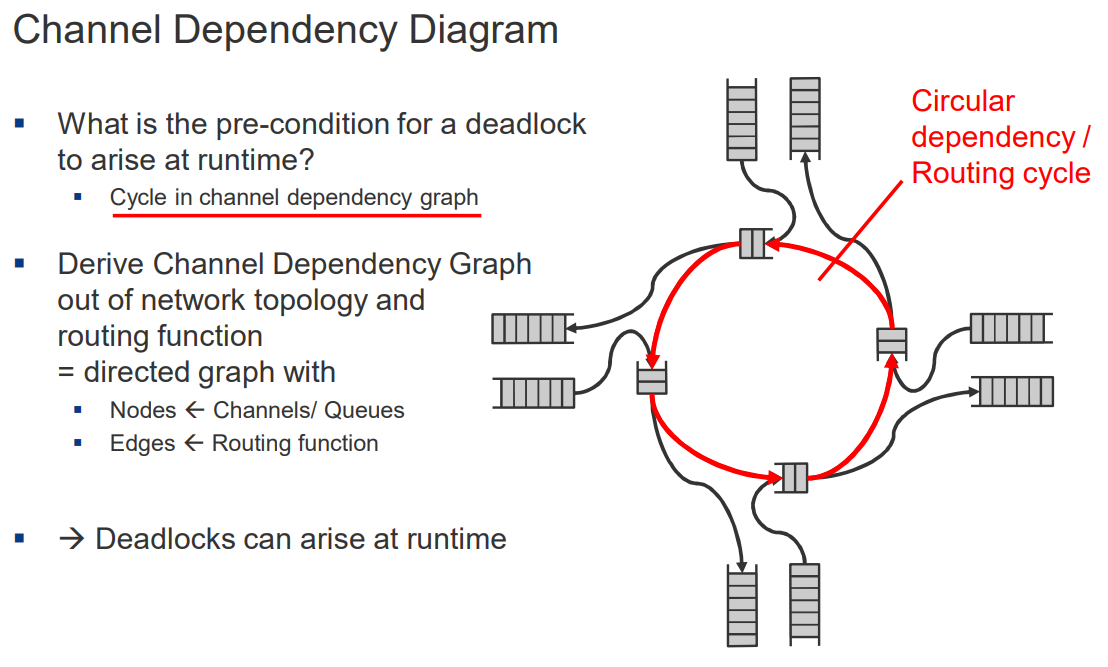 Channel Dependency Diagram
▪ What is the pre-condition for a deadlock
to arise at runtime?
▪ Cycle in channel dependency graph
▪ Derive Channel Dependency Graph
out of network topology and
routing function
= directed graph with
▪ Nodes ← Channels/ Queues
▪ Edges ← Routing function
▪ → Deadlocks can arise at runtime
Circular
dependency /
Routing cycle